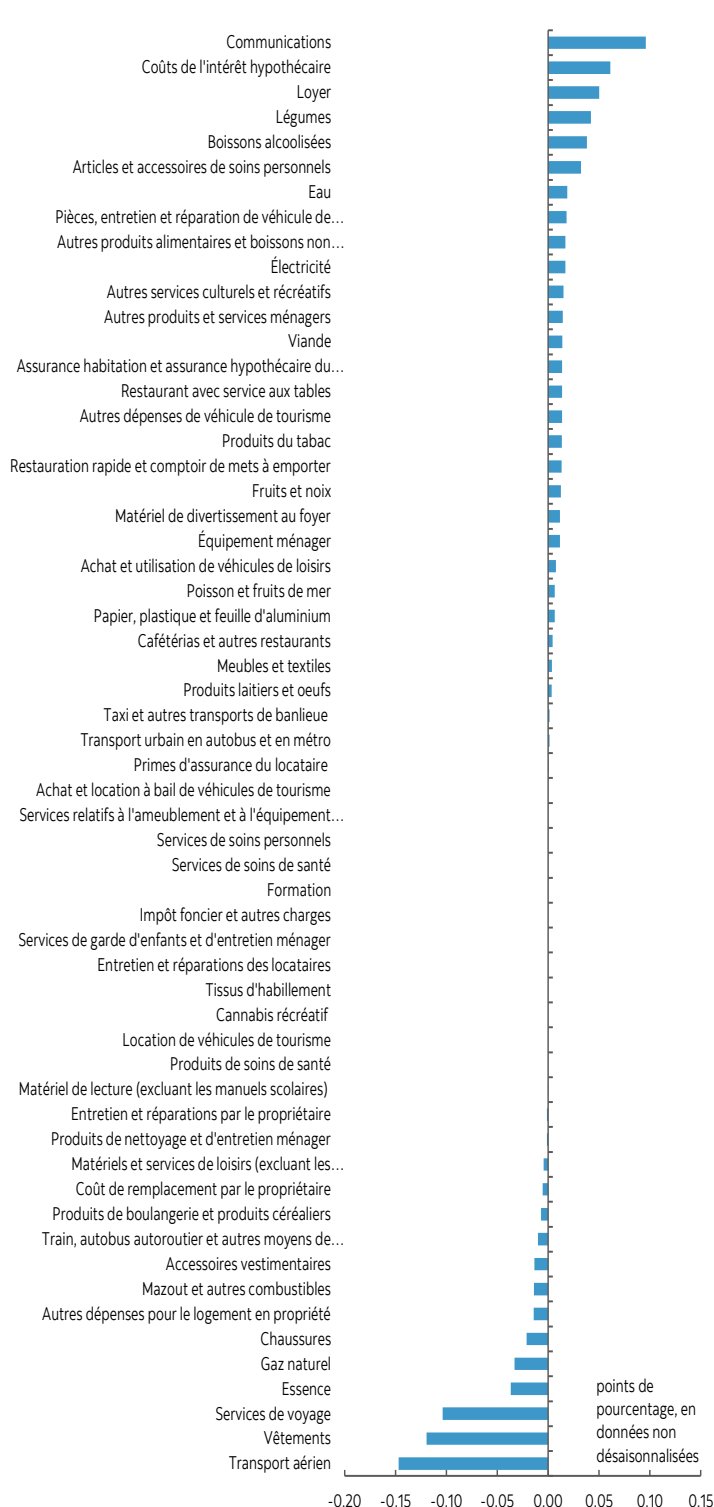 Communications
Coûts de l'intérêt hypothécaire
Loyer
Légumes
Boissons alcoolisées
Articles et accessoires de soins personnels
Eau
Pièces, entretien et réparation de véhicule de…
Autres produits alimentaires et boissons non…
Électricité
Autres services culturels et récréatifs
Autres produits et services ménagers
Viande
Assurance habitation et assurance hypothécaire du…
Restaurant avec service aux tables
Autres dépenses de véhicule de tourisme
Produits du tabac
Restauration rapide et comptoir de mets à emporter
Fruits et noix
Matériel de divertissement au foyer
Équipement ménager
Achat et utilisation de véhicules de loisirs
Poisson et fruits de mer
Papier, plastique et feuille d'aluminium
Cafétérias et autres restaurants
Meubles et textiles
Produits laitiers et oeufs
Taxi et autres transports de banlieue
Transport urbain en autobus et en métro
Primes d'assurance du locataire
Achat et location à bail de véhicules de tourisme
Services relatifs à l'ameublement et à l'équipement…
Services de soins personnels
Services de soins de santé
Formation
Impôt foncier et autres charges
Services de garde d'enfants et d'entretien ménager
Entretien et réparations des locataires
Tissus d'habillement
Cannabis récréatif
Location de véhicules de tourisme
Produits de soins de santé
Matériel de lecture (excluant les manuels scolaires)
Entretien et réparations par le propriétaire
Produits de nettoyage et d'entretien ménager
Matériels et services de loisirs (excluant les…
Coût de remplacement par le propriétaire
Produits de boulangerie et produits céréaliers
Train, autobus autoroutier et autres moyens de…
Accessoires vestimentaires
Mazout et autres combustibles
Autres dépenses pour le logement en propriété
Chaussures
Gaz naturel
Essence
Services de voyage
Vêtements
Transport aérien
points de
pourcentage, en
données non
désaisonnalisées
-0.20 -0.15 -0.10 -0.05 0.00 0.05 0.10 0.15